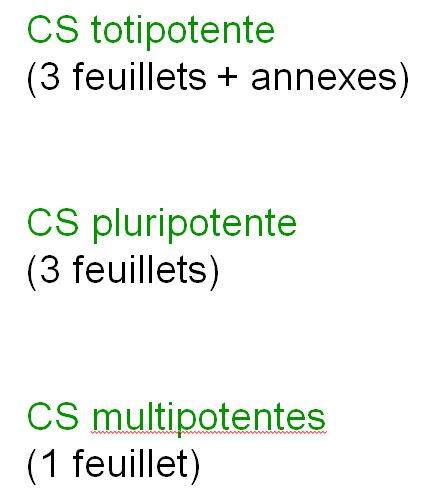 CS totipotente
(3 feuillets + annexes)
CS pluripotente
(3 feuillets)
CS multipotentes
(1 feuillet)